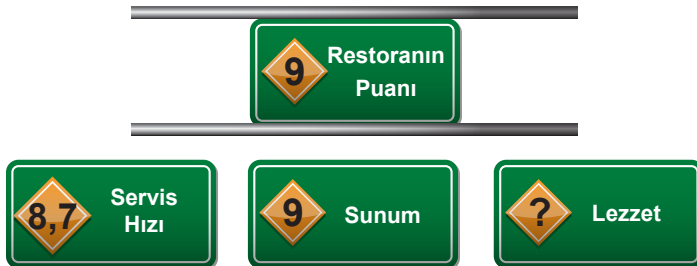 9 Restoranın
Puanı
8,7 Servis
Hızı
9 Sunum
? Lezzet